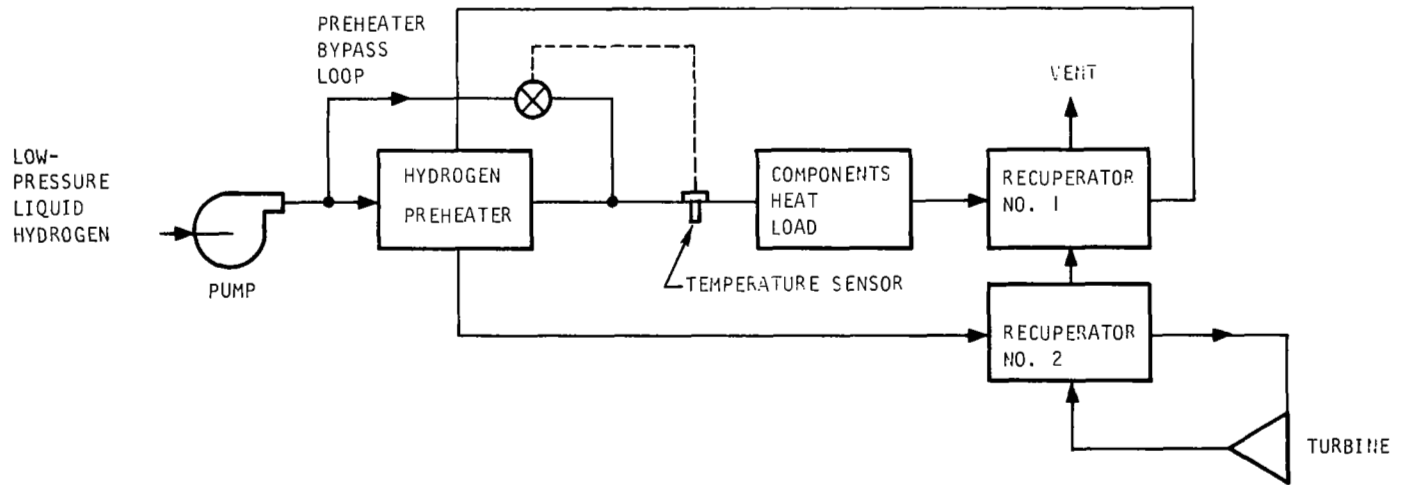 PREHEATER
BYPASS
LOOP
VENT
LOW-
PRESSURE
LIQUID
HYDROGEN
HYDROGEN
PREHEATER
COMPONENTS
HEAT
LOAD
RECUPERATOR
NO. 1
PUMP
TEMPERATURE SENSOR
RECUPERATOR
NO. 2
TURBINE